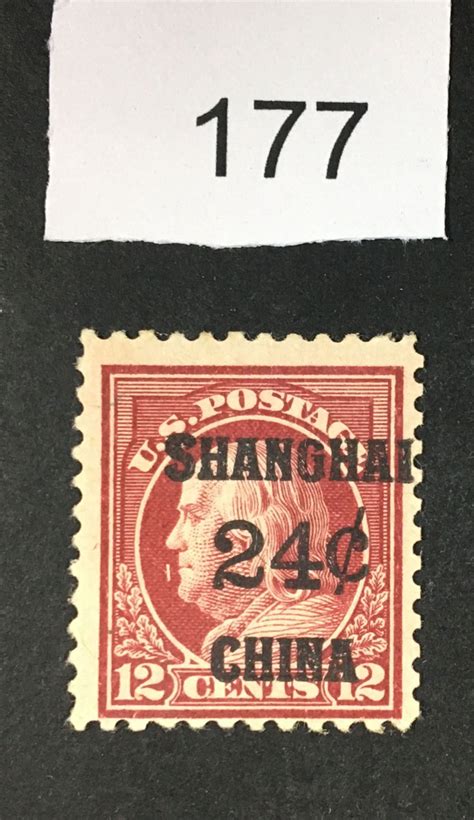 177
U.S. POSTAGE
SHANGHAI
24¢
CHINA
12 CENTS 12